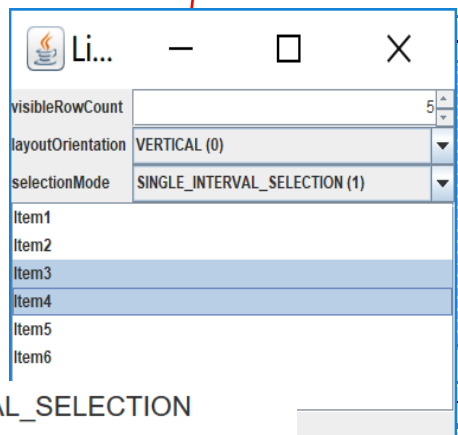 Li...
visibleRowCount 5
layoutOrientation VERTICAL (0)
selectionMode SINGLE_INTERVAL_SELECTION (1)
Item1
Item2
Item3
Item4
Item5
Item6
AL_SELECTION